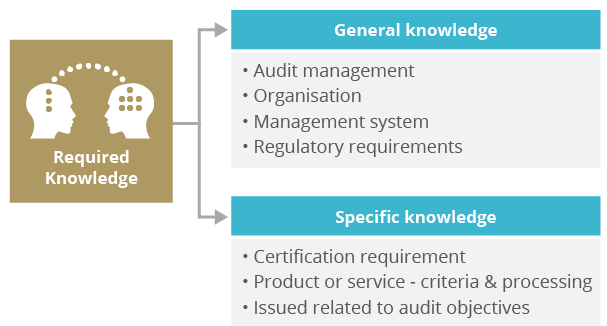 Required
Knowledge
General knowledge
• Audit management
• Organisation
• Management system
• Regulatory requirements
Specific knowledge
• Certification requirement
• Product or service - criteria & processing
• Issued related to audit objectives